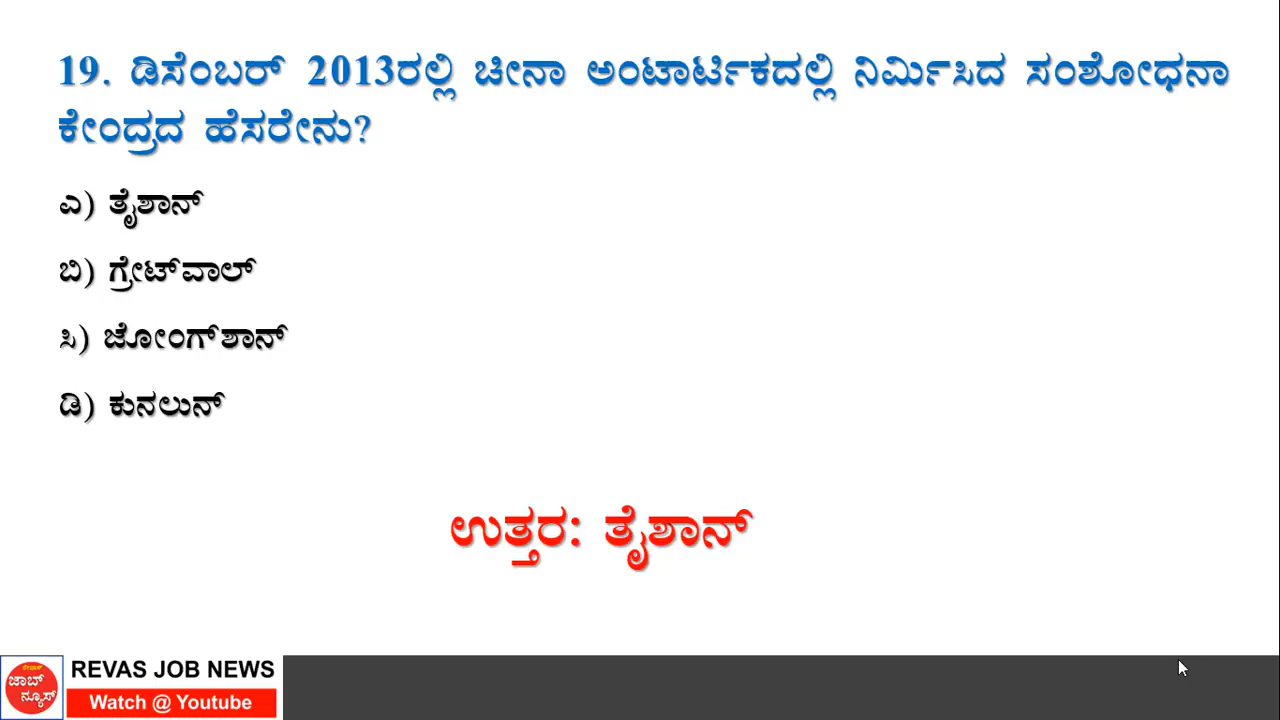 19. ಡಿಸೆಂಬರ್ 2013ರಲ್ಲಿ ಚೀನಾ ಅಂಟಾರ್ಟಿಕದಲ್ಲಿ ನಿರ್ಮಿಸಿದ ಸಂಶೋಧನಾ
ಕೇಂದ್ರದ ಹೆಸರೇನು?
ಎ) ತೈಶಾನ್
ಬಿ) ಗ್ರೇಟ್‌ವಾಲ್
ಸಿ) ಜೋಂಗ್‌ಶಾನ್
ಡಿ) ಕುನಲುನ್
ಉತ್ತರ: ತೈಶಾನ್
ರೇವಾಸ್
ಜಾಬ್
ನ್ಯೂಸ್
REVAS JOB NEWS
Watch @ Youtube